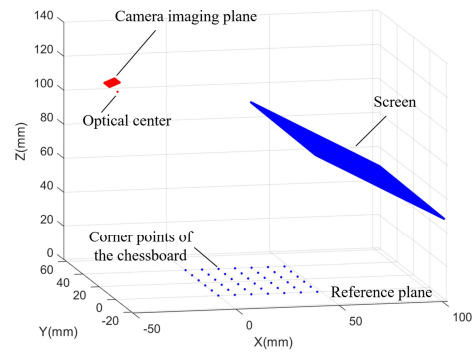 140
Camera imaging plane
120
100
Screen
80
Optical center
Z(mm)
60
40
20
Corner points of
the chessboard
0
60
40
Reference plane
20
0
-20
Y(mm)
-50
0
50
100
X(mm)